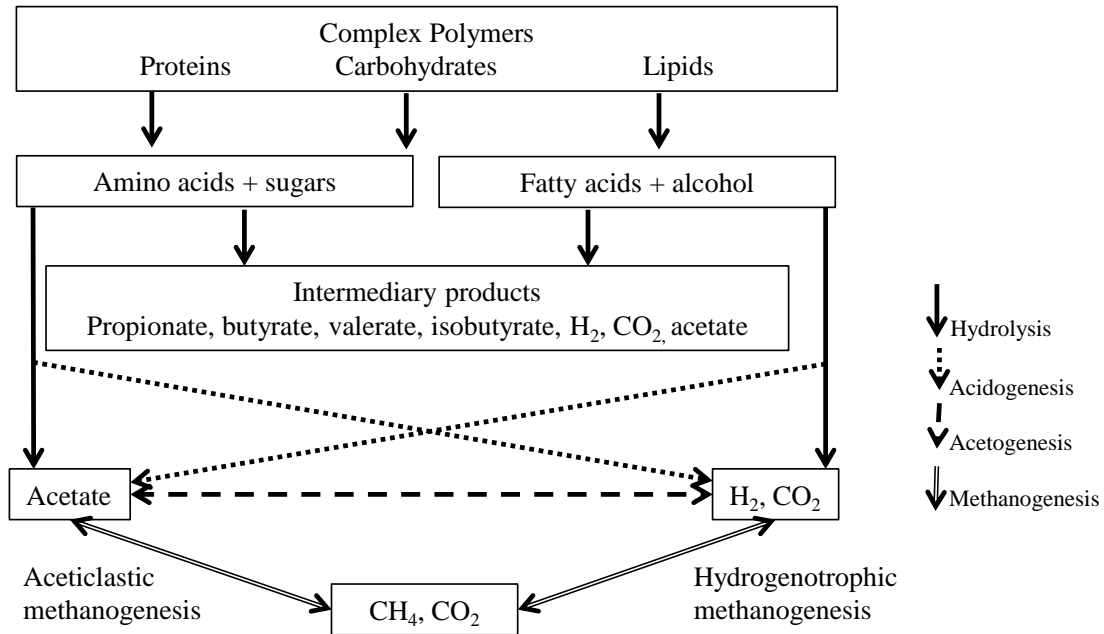 Complex Polymers
Proteins Carbohydrates Lipids
Amino acids + sugars
Fatty acids + alcohol
Intermediary products
Propionate, butyrate, valerate, isobutyrate, H₂, CO₂, acetate
Hydrolysis
Acidogenesis
Acetogenesis
Methanogenesis
Acetate
H₂, CO₂
Aceticlastic
methanogenesis
CH₄, CO₂
Hydrogenotrophic
methanogenesis